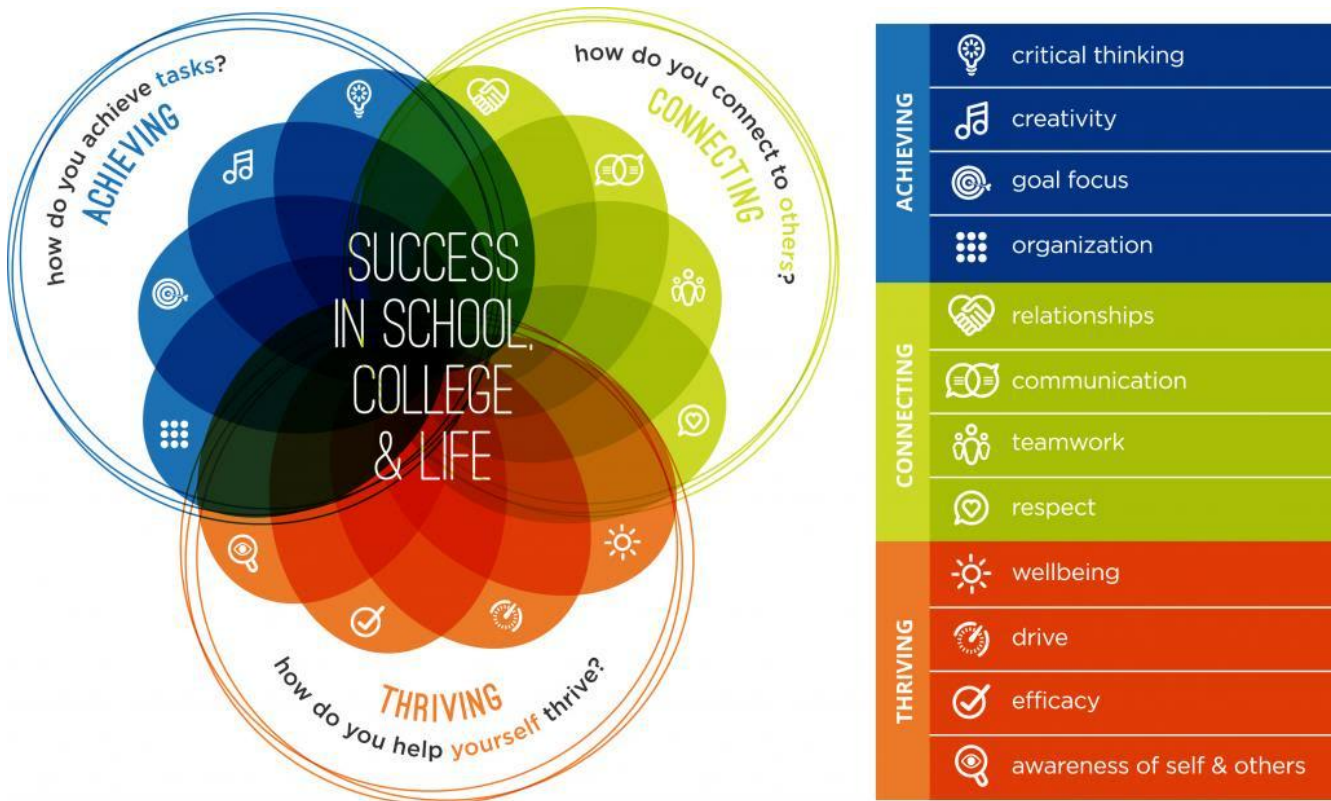 how do you achieve tasks?
ACHIEVING
how do you connect to others?
CONNECTING
SUCCESS
IN SCHOOL,
COLLEGE
& LIFE
THRIVING
how do you help yourself thrive?
ACHIEVING
critical thinking
creativity
goal focus
organization
CONNECTING
relationships
communication
teamwork
respect
THRIVING
wellbeing
drive
efficacy
awareness of self & others